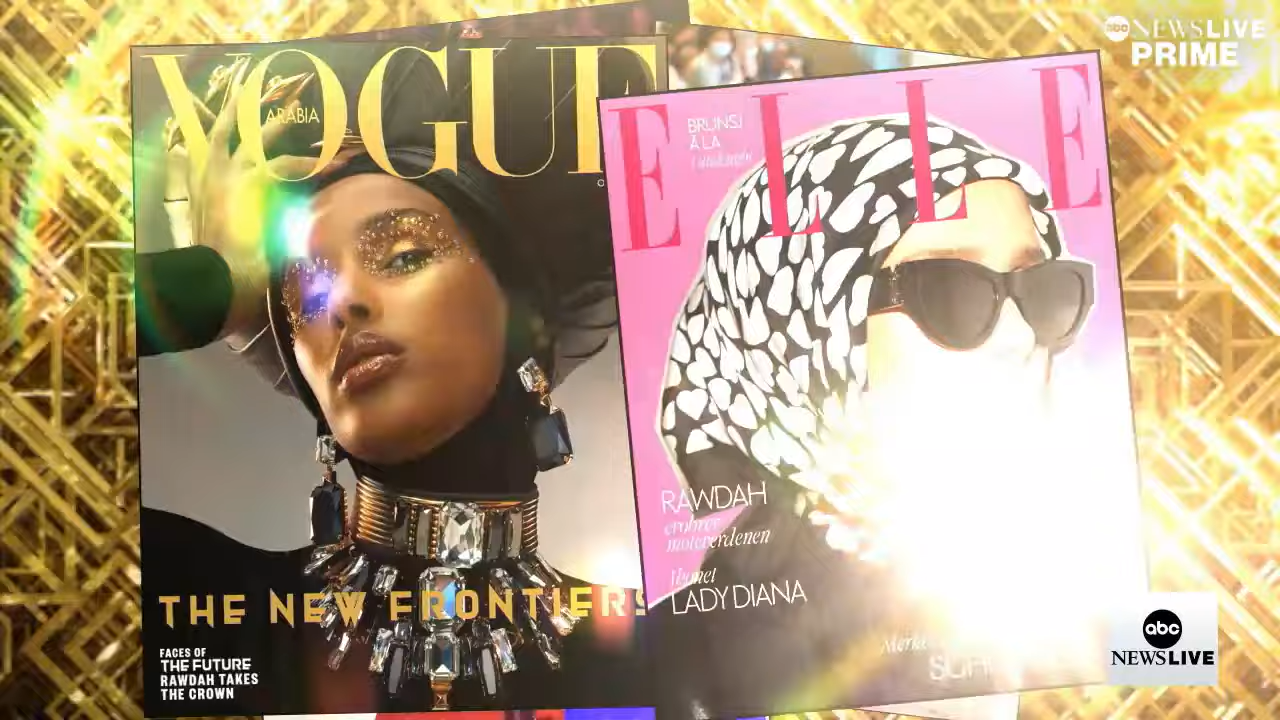 VOGUE
ARABIA
THE NEW FRONTIERS
FACES OF
THE FUTURE
RAWDAH TAKES
THE CROWN
ELLE
BRUNSJ
À LA
RAWDAH
erobrer
moteverdenen
LADY DIANA
abc NEWS LIVE
PRIME
abc
NEWS LIVE